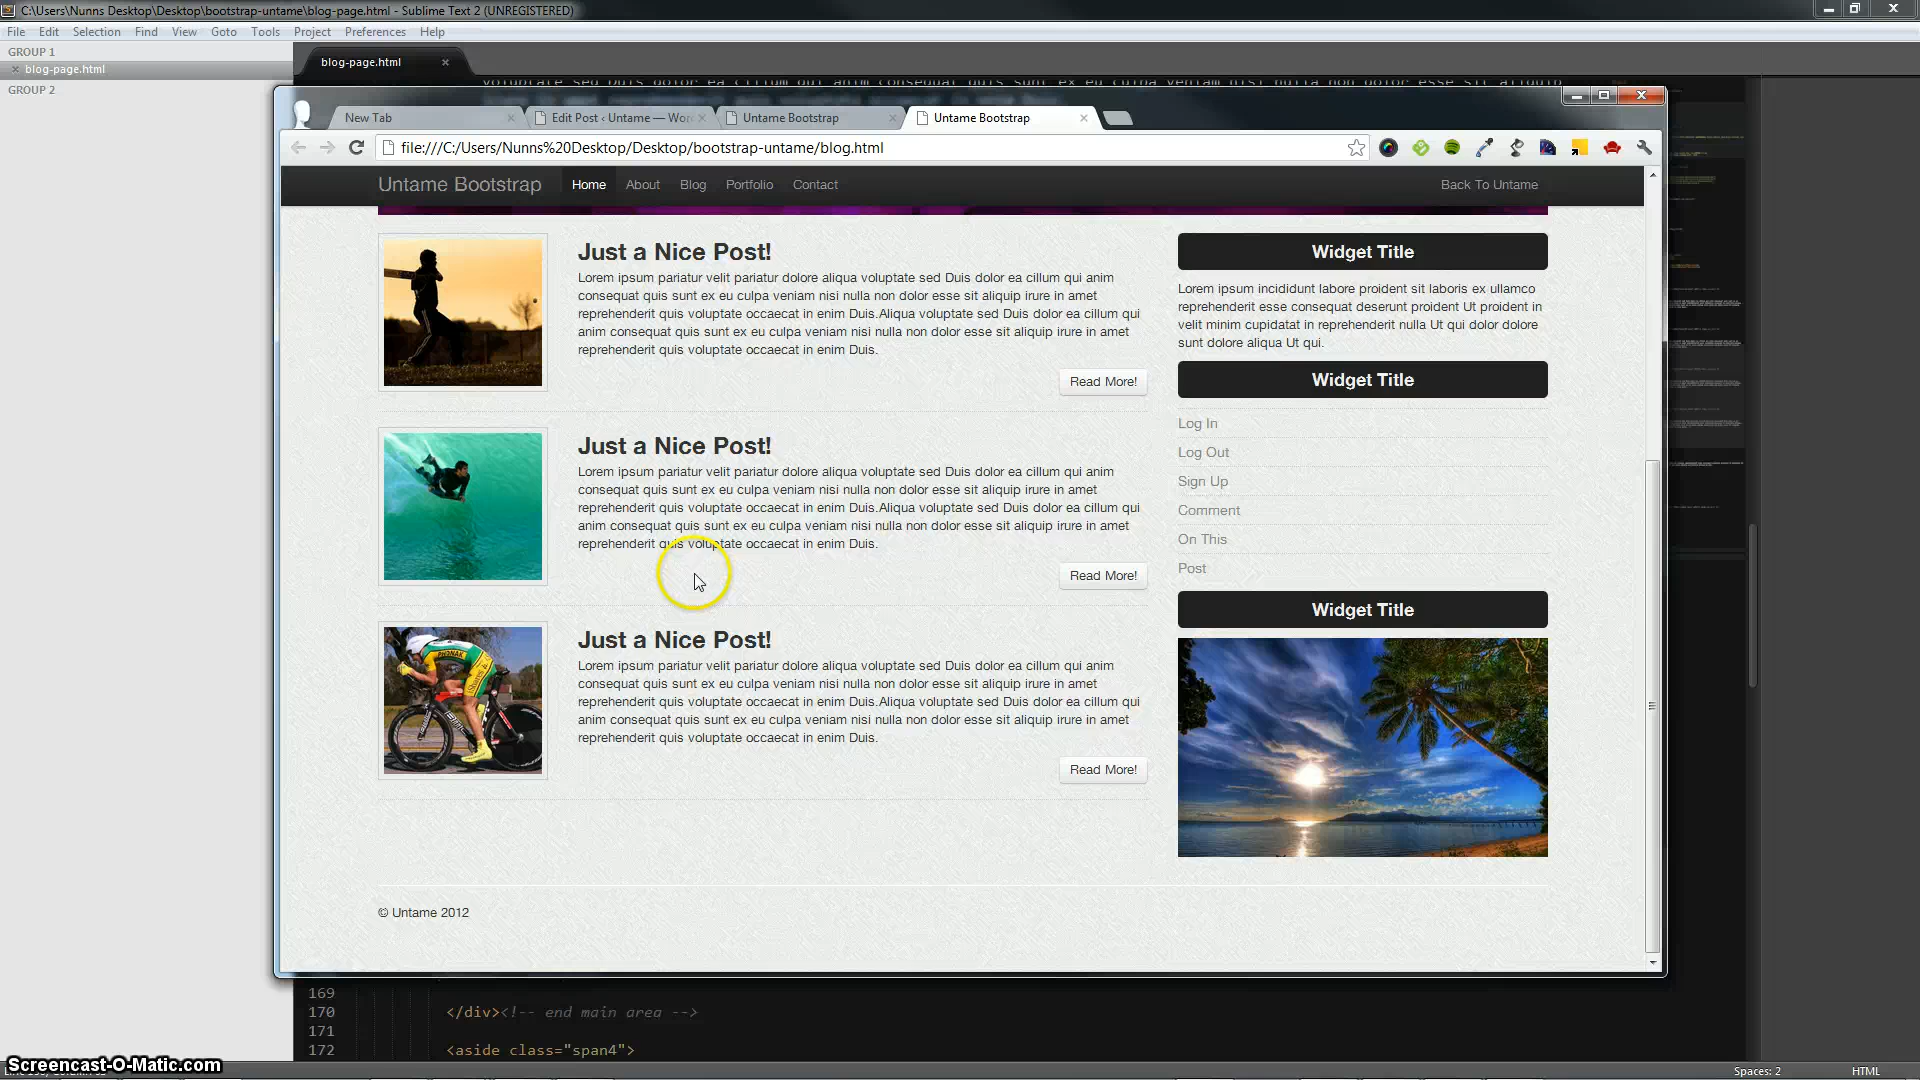 C:\Users\Nunns Desktop\Desktop\bootstrap-untame\blog-page.html - Sublime Text 2 (UNREGISTERED)
File Edit Selection Find View Goto Tools Project Preferences Help
GROUP 1
blog-page.html
GROUP 2
blog-page.html
New Tab
Edit Post ‹ Untame — Wor
Untame Bootstrap
Untame Bootstrap
file:///C:/Users/Nunns%20Desktop/Desktop/bootstrap-untame/blog.html
Untame Bootstrap Home About Blog Portfolio Contact Back To Untame
Just a Nice Post!
Lorem ipsum pariatur velit pariatur dolore aliqua voluptate sed Duis dolor ea cillum qui anim
consequat quis sunt ex eu culpa veniam nisi nulla non dolor esse sit aliquip irure in amet
reprehenderit quis voluptate occaecat in enim Duis.Aliqua voluptate sed Duis dolor ea cillum qui
anim consequat quis sunt ex eu culpa veniam nisi nulla non dolor esse sit aliquip irure in amet
reprehenderit quis voluptate occaecat in enim Duis.
Read More!
Just a Nice Post!
Lorem ipsum pariatur velit pariatur dolore aliqua voluptate sed Duis dolor ea cillum qui anim
consequat quis sunt ex eu culpa veniam nisi nulla non dolor esse sit aliquip irure in amet
reprehenderit quis voluptate occaecat in enim Duis.Aliqua voluptate sed Duis dolor ea cillum qui
anim consequat quis sunt ex eu culpa veniam nisi nulla non dolor esse sit aliquip irure in amet
reprehenderit quis voluptate occaecat in enim Duis.
Read More!
Just a Nice Post!
Lorem ipsum pariatur velit pariatur dolore aliqua voluptate sed Duis dolor ea cillum qui anim
consequat quis sunt ex eu culpa veniam nisi nulla non dolor esse sit aliquip irure in amet
reprehenderit quis voluptate occaecat in enim Duis.Aliqua voluptate sed Duis dolor ea cillum qui
anim consequat quis sunt ex eu culpa veniam nisi nulla non dolor esse sit aliquip irure in amet
reprehenderit quis voluptate occaecat in enim Duis.
Read More!
Widget Title
Lorem ipsum incididunt labore proident sit laboris ex ullamco
reprehenderit esse consequat deserunt proident Ut proident in
velit minim cupidatat in reprehenderit nulla Ut qui dolor dolore
sunt dolore aliqua Ut qui.
Widget Title
Log In
Log Out
Sign Up
Comment
On This
Post
Widget Title
PHONAK
© Untame 2012
169
170 </div><!-- end main area -->
171
172 <aside class="span4">
Screencast-O-Matic.com
Spaces: 2 HTML